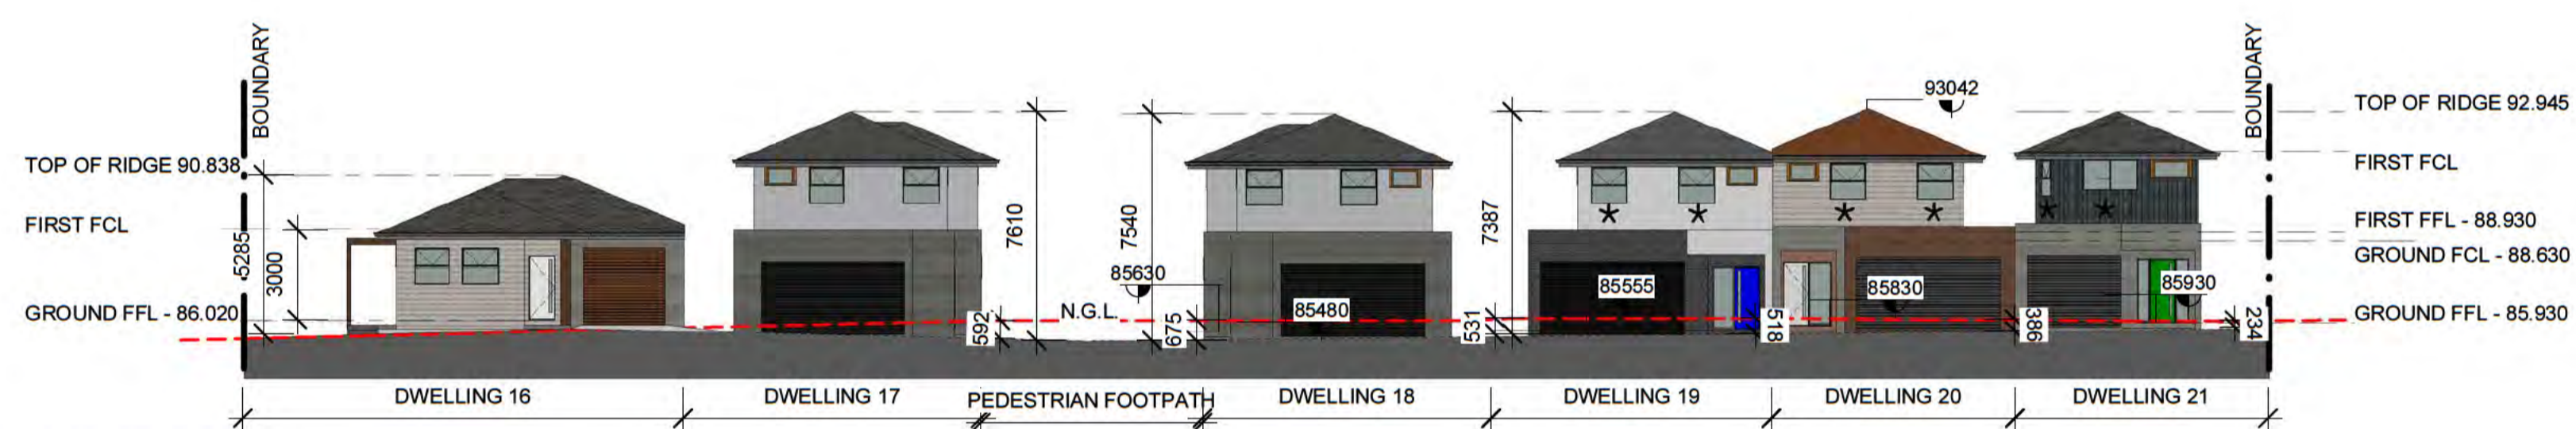 BOUNDARY
TOP OF RIDGE 90.838
FIRST FCL
5285
3000
GROUND FFL - 86.020
592
7610
N.G.L.
85630
7540
675
85480
7387
531
85555
518
93042
85830
386
85930
234
BOUNDARY
TOP OF RIDGE 92.945
FIRST FCL
FIRST FFL - 88.930
GROUND FCL - 88.630
GROUND FFL - 85.930
DWELLING 16
DWELLING 17
PEDESTRIAN FOOTPATH
DWELLING 18
DWELLING 19
DWELLING 20
DWELLING 21